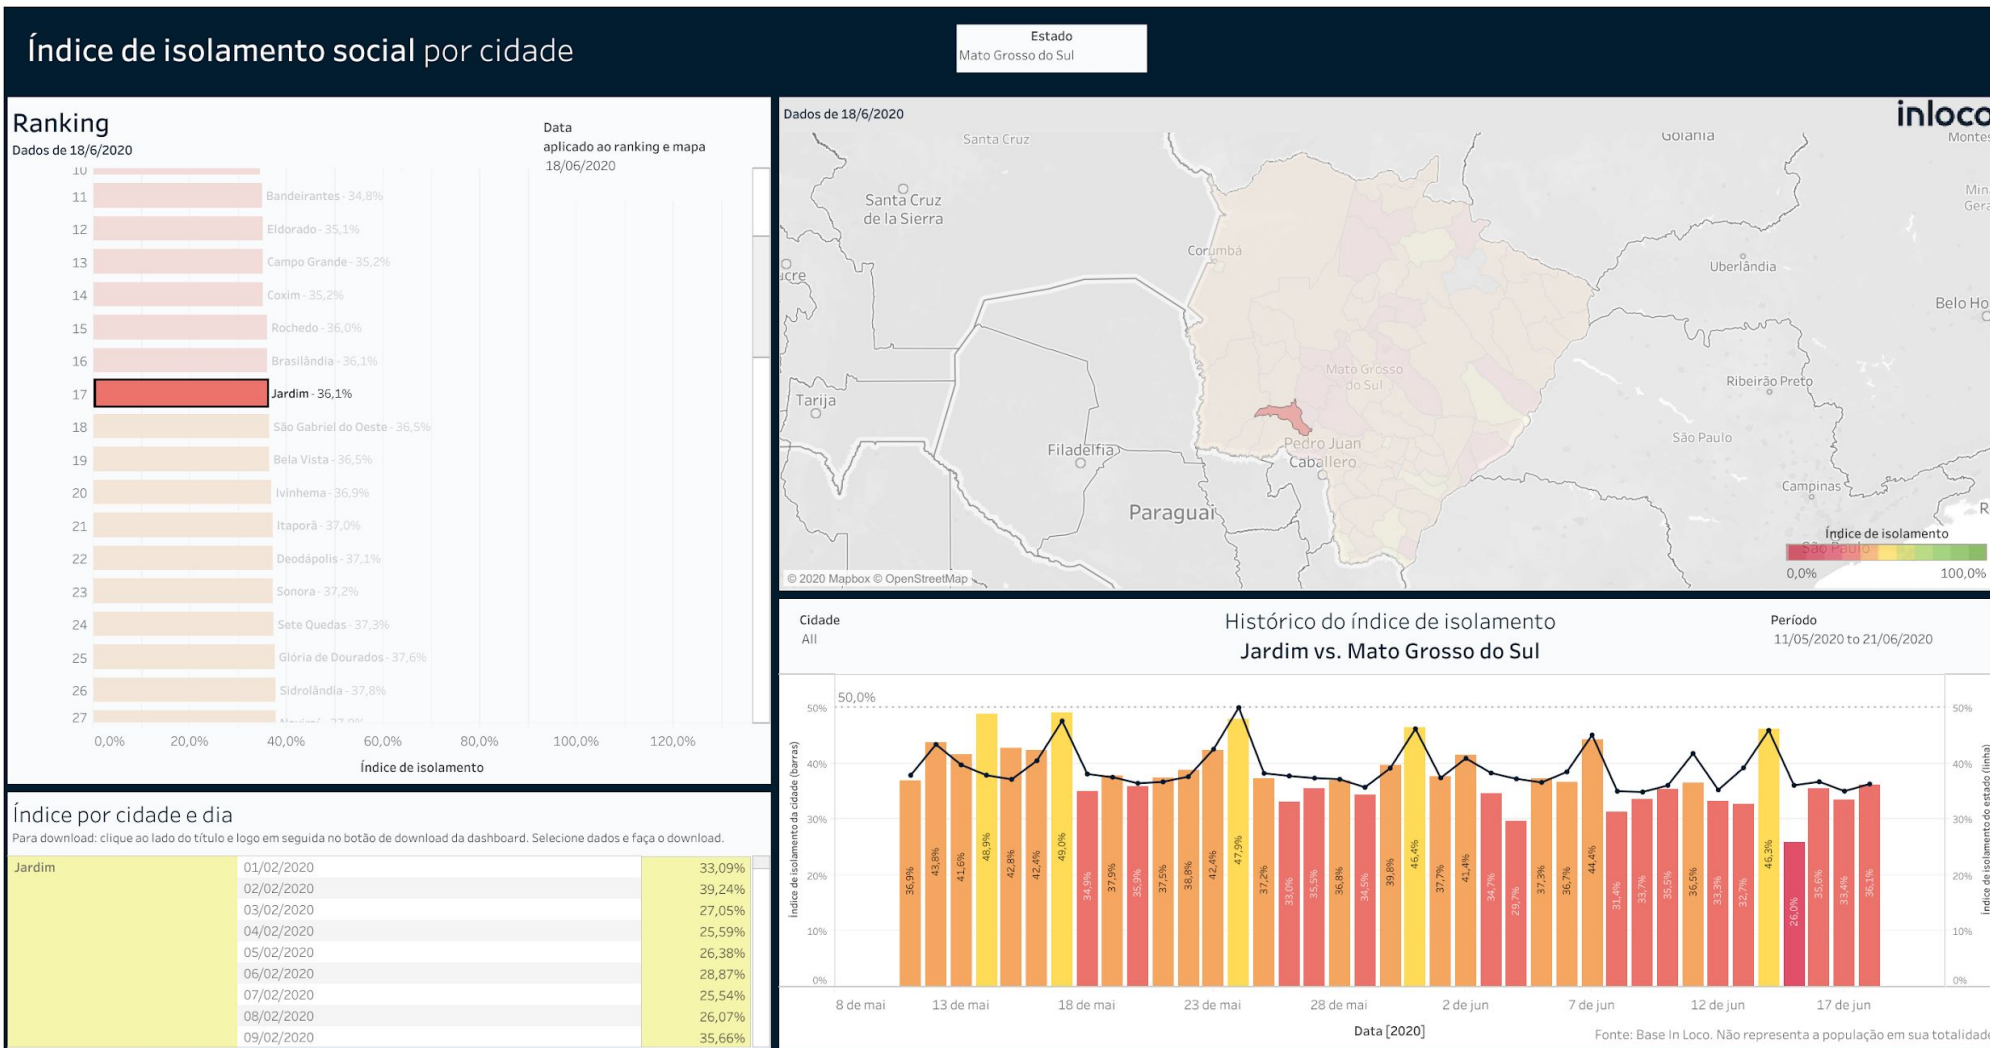 Índice de isolamento social por cidade
Estado
Mato Grosso do Sul
Ranking
Dados de 18/6/2020
Data
aplicado ao ranking e mapa
18/06/2020
10
11 Bandeirantes - 34,8%
12 Eldorado - 35,1%
13 Campo Grande - 35,2%
14 Coxim - 35,2%
15 Rochedo - 36,0%
16 Brasilândia - 36,1%
17 Jardim - 36,1%
18 São Gabriel do Oeste - 36,5%
19 Bela Vista - 36,5%
20 Ivinhema - 36,9%
21 Itaporã - 37,0%
22 Deodápolis - 37,1%
23 Sonora - 37,2%
24 Sete Quedas - 37,3%
25 Glória de Dourados - 37,6%
26 Sidrolândia - 37,8%
27
0,0% 20,0% 40,0% 60,0% 80,0% 100,0% 120,0%
Índice de isolamento
Índice por cidade e dia
Para download: clique ao lado do título e logo em seguida no botão de download da dashboard. Selecione dados e faça o download.
Jardim 01/02/2020 33,09%
02/02/2020 39,24%
03/02/2020 27,05%
04/02/2020 25,59%
05/02/2020 26,38%
06/02/2020 28,87%
07/02/2020 25,54%
08/02/2020 26,07%
09/02/2020 35,66%
Dados de 18/6/2020
inloco
Santa Cruz
Goiânia
Montes
Santa Cruz
de la Sierra
Min
Gera
Corumbá
ucre
Uberlândia
Belo Ho
Mato Grosso
do Sul
Ribeirão Preto
Tarija
Pedro Juan
Caballero
Filadélfia
São Paulo
Campinas
Paraguai
R
Índice de isolamento
São Paulo
0,0% 100,0%
© 2020 Mapbox © OpenStreetMap
Cidade
All
Histórico do índice de isolamento
Jardim vs. Mato Grosso do Sul
Período
11/05/2020 to 21/06/2020
50,0%
Índice de isolamento da cidade (barras)
50%
40%
30%
20%
10%
0%
36,9% 43,8% 41,6% 48,9% 42,8% 42,4% 49,0% 34,9% 37,9% 35,9% 37,5% 38,8% 42,4% 47,9% 37,2% 33,0% 35,5% 36,8% 34,5% 39,8% 46,4% 37,7% 41,4% 34,7% 29,7% 37,3% 36,7% 44,4% 31,4% 33,7% 35,5% 36,5% 33,3% 32,7% 46,3% 26,0% 35,6% 33,4% 36,1%
50%
40%
30%
20%
10%
0%
Índice de isolamento do estado (linha)
8 de mai 13 de mai 18 de mai 23 de mai 28 de mai 2 de jun 7 de jun 12 de jun 17 de jun
Data [2020]
Fonte: Base In Loco. Não representa a população em sua totalidade